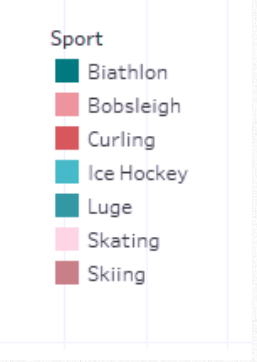 Sport
Biathlon
Bobsleigh
Curling
Ice Hockey
Luge
Skating
Skiing